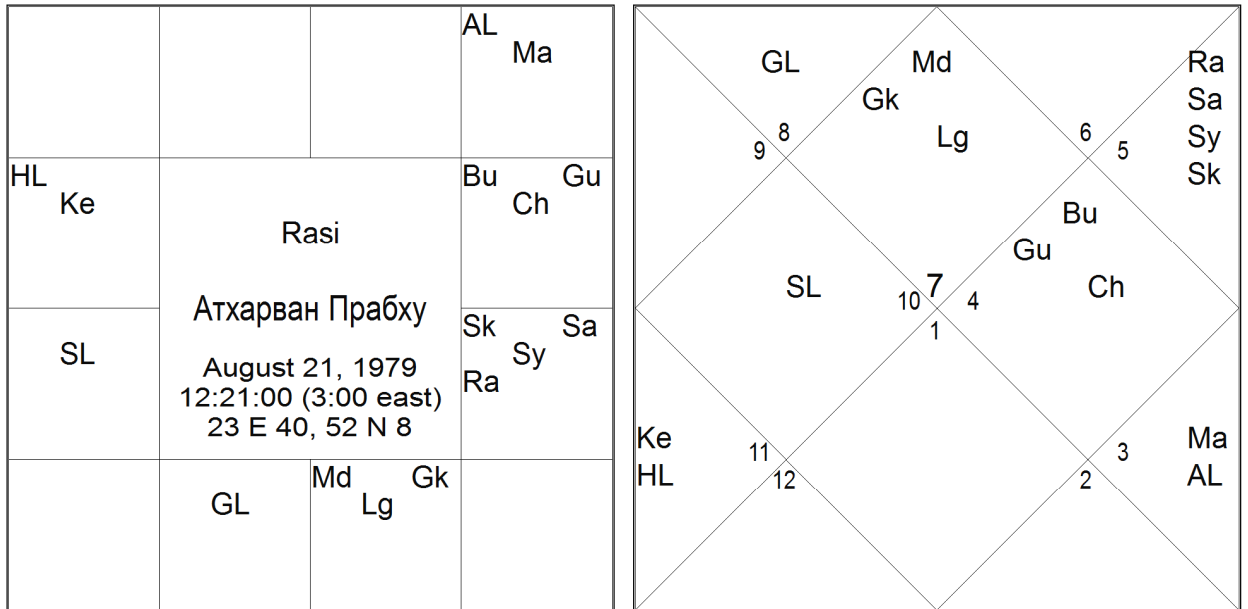 AL
Ma
HL
Ke
Bu Gu
Ch
Rasi
Атхарван Прабху
August 21, 1979
12:21:00 (3:00 east)
23 E 40, 52 N 8
SL
Sk Sa
Sy
Ra
GL
Md Gk
Lg
GL
Md
Gk
Lg
Ra
Sa
Sy
Sk
8
9
6
5
Bu
Gu
Ch
SL
10
7
4
1
Ke
HL
11
12
3
2
Ma
AL